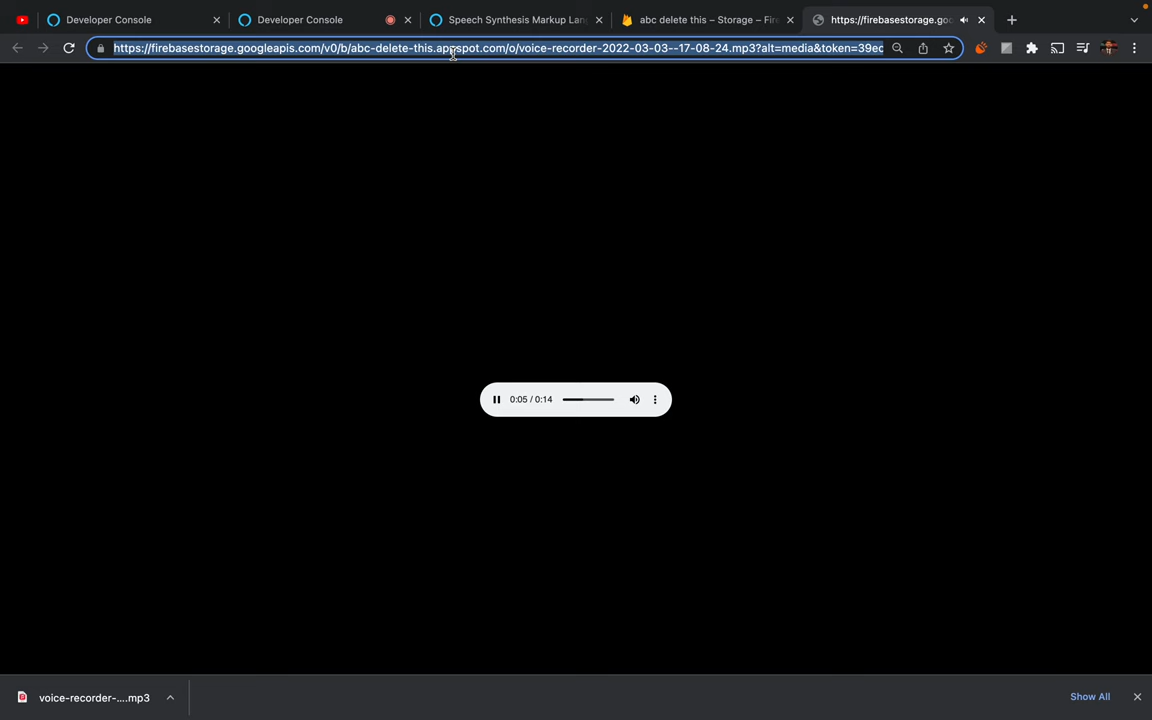 Developer Console
Developer Console
Speech Synthesis Markup Lan
abc delete this – Storage – Fire
https://firebasestorage.goo
https://firebasestorage.googleapis.com/v0/b/abc-delete-this.appspot.com/o/voice-recorder-2022-03-03--17-08-24.mp3?alt=media&token=39ec
0:05 / 0:14
voice-recorder-....mp3
Show All